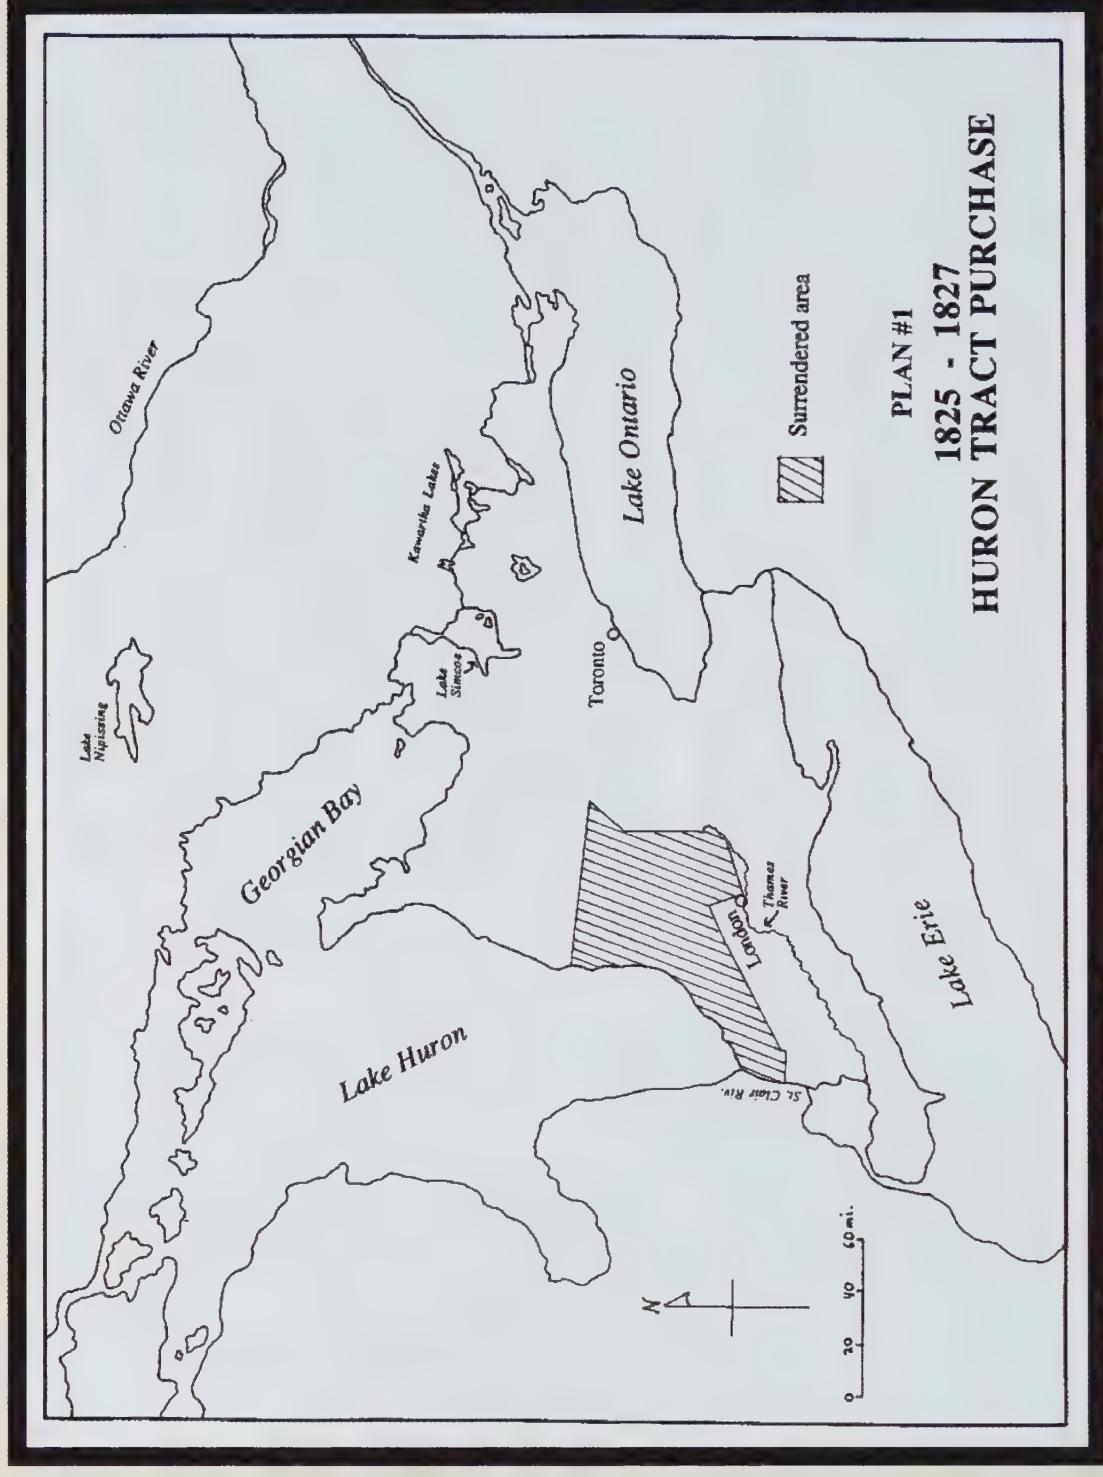 Ottawa River
Lake
Nipissing
Kawartha Lakes
Lake
Simcoe
Georgian Bay
Lake Huron
Toronto
Lake Ontario
London
Thames
River
St. Clair Riv.
Lake Erie
N
0 20 40 60 mi.
Surrendered area
PLAN #1
1825 - 1827
HURON TRACT PURCHASE